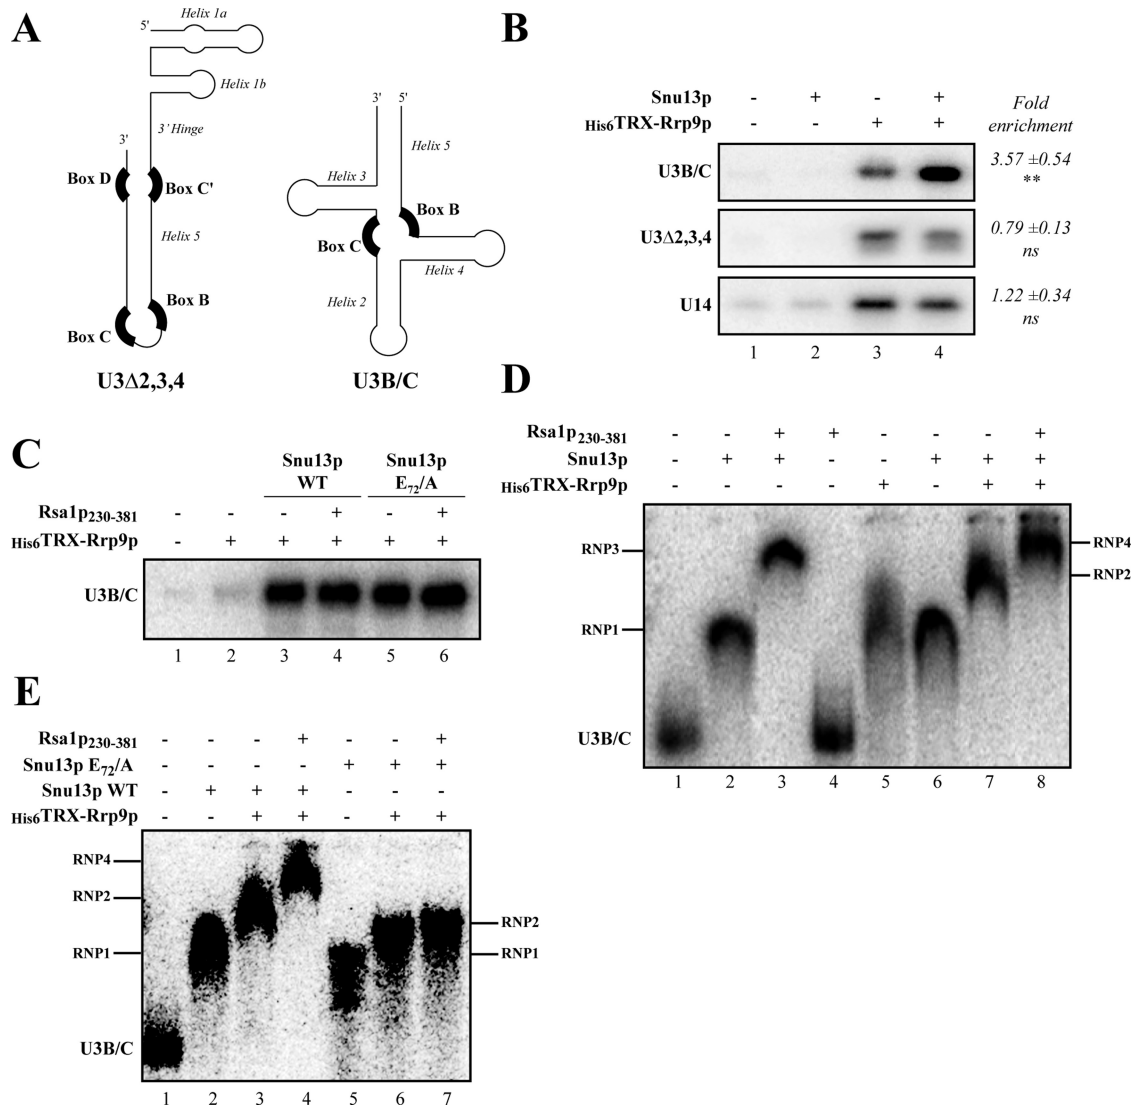 A
5'
Helix 1a
Helix 1b
3' Hinge
3'
Box D
Box C'
Helix 5
Box B
Box C
U3Δ2,3,4
3' 5'
Helix 5
Helix 3
Box B
Box C
Helix 4
Helix 2
U3B/C
B
Snu13p - + - +
His6TRX-Rrp9p - - + +
Fold
enrichment
U3B/C 3.57 ±0.54
**
U3Δ2,3,4 0.79 ±0.13
ns
U14 1.22 ±0.34
ns
1 2 3 4
C
Snu13p Snu13p
WT E72/A
Rsa1p230-381 - - - + - +
His6TRX-Rrp9p - + + + + +
U3B/C
1 2 3 4 5 6
D
Rsa1p230-381 - - + + - - - +
Snu13p - + + - - + + +
His6TRX-Rrp9p - - - - + - + +
RNP3
RNP1
U3B/C
RNP4
RNP2
1 2 3 4 5 6 7 8
E
Rsa1p230-381 - - - + - - +
Snu13p E72/A - - - - + + +
Snu13p WT - + + + - - -
His6TRX-Rrp9p - - + + - + +
RNP4
RNP2
RNP1
U3B/C
RNP2
RNP1
1 2 3 4 5 6 7